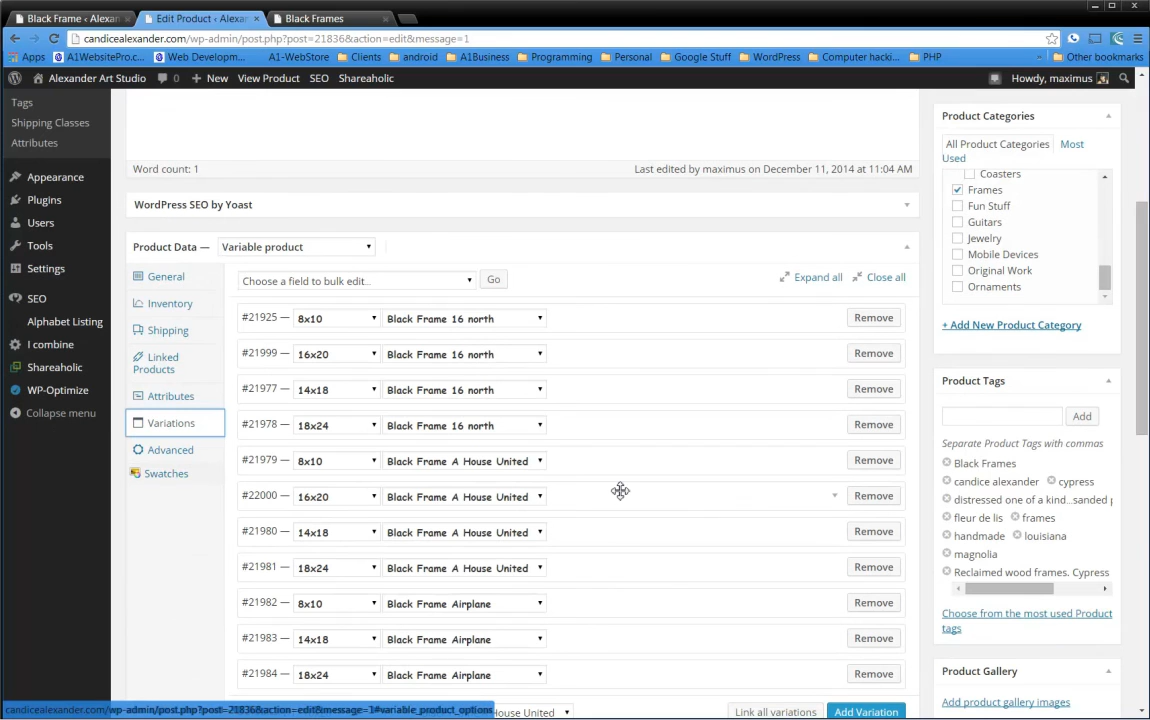 Black Frame ‹ Alexan
Edit Product ‹ Alexan
Black Frames
candicealexander.com/wp-admin/post.php?post=21836&action=edit&message=1
Apps
A1WebsitePro.c...
Web Developm...
A1-WebStore
Clients
android
A1Business
Programming
Personal
Google Stuff
WordPress
Computer hacki...
PHP
Other bookmarks
Alexander Art Studio
0
+ New
View Product
SEO
Shareaholic
Howdy, maximus
Tags
Shipping Classes
Attributes
Appearance
Plugins
Users
Tools
Settings
SEO
Alphabet Listing
I combine
Shareaholic
WP-Optimize
Collapse menu
Word count: 1
Last edited by maximus on December 11, 2014 at 11:04 AM
WordPress SEO by Yoast
Product Data —
Variable product
General
Inventory
Shipping
Linked
Products
Attributes
Variations
Advanced
Swatches
Choose a field to bulk edit...
Go
Expand all
Close all
#21925 — 8x10 Black Frame 16 north Remove
#21999 — 16x20 Black Frame 16 north Remove
#21977 — 14x18 Black Frame 16 north Remove
#21978 — 18x24 Black Frame 16 north Remove
#21979 — 8x10 Black Frame A House United Remove
#22000 — 16x20 Black Frame A House United Remove
#21980 — 14x18 Black Frame A House United Remove
#21981 — 18x24 Black Frame A House United Remove
#21982 — 8x10 Black Frame Airplane Remove
#21983 — 14x18 Black Frame Airplane Remove
#21984 — 18x24 Black Frame Airplane Remove
House United
Link all variations
Add Variation
candicealexander.com/wp-admin/post.php?post=21836&action=edit&message=1#variable_product_options
Product Categories
All Product Categories
Most
Used
Coasters
Frames
Fun Stuff
Guitars
Jewelry
Mobile Devices
Original Work
Ornaments
+ Add New Product Category
Product Tags
Add
Separate Product Tags with commas
Black Frames
candice alexander
cypress
distressed one of a kind...sanded p
fleur de lis
frames
handmade
louisiana
magnolia
Reclaimed wood frames. Cypress
Choose from the most used Product
tags
Product Gallery
Add product gallery images